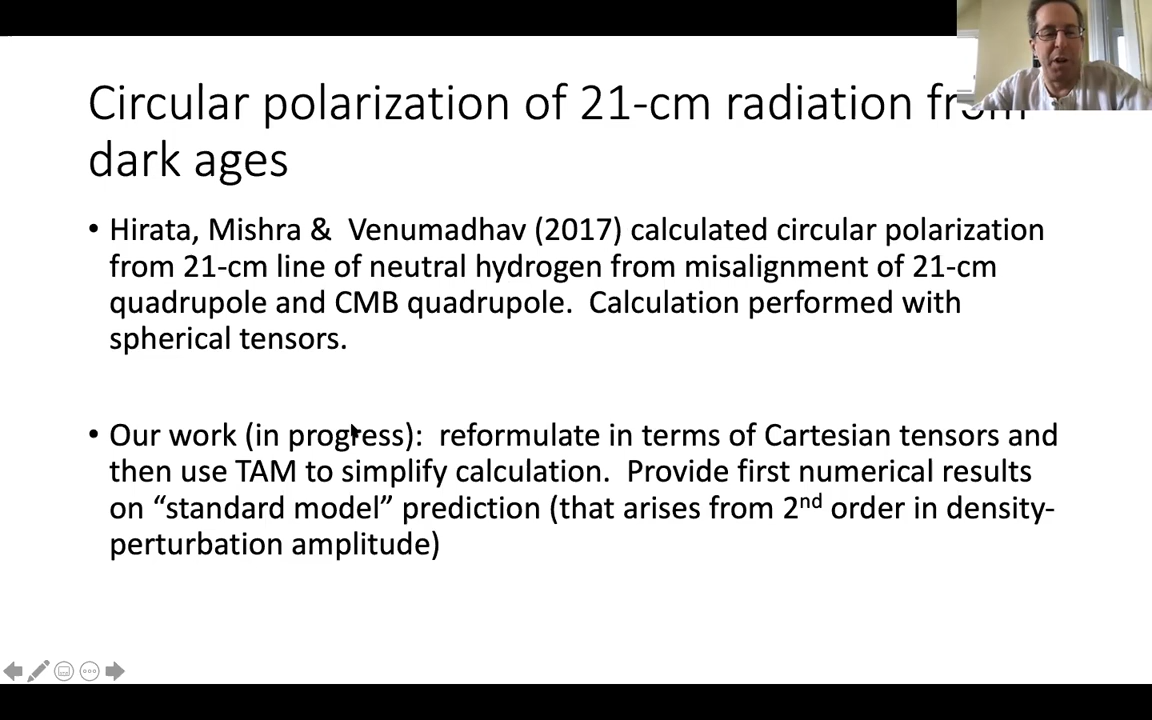 Circular polarization of 21-cm radiation from
dark ages
• Hirata, Mishra & Venumadhav (2017) calculated circular polarization
from 21-cm line of neutral hydrogen from misalignment of 21-cm
quadrupole and CMB quadrupole. Calculation performed with
spherical tensors.
• Our work (in progress): reformulate in terms of Cartesian tensors and
then use TAM to simplify calculation. Provide first numerical results
on “standard model” prediction (that arises from 2nd order in density-
perturbation amplitude)